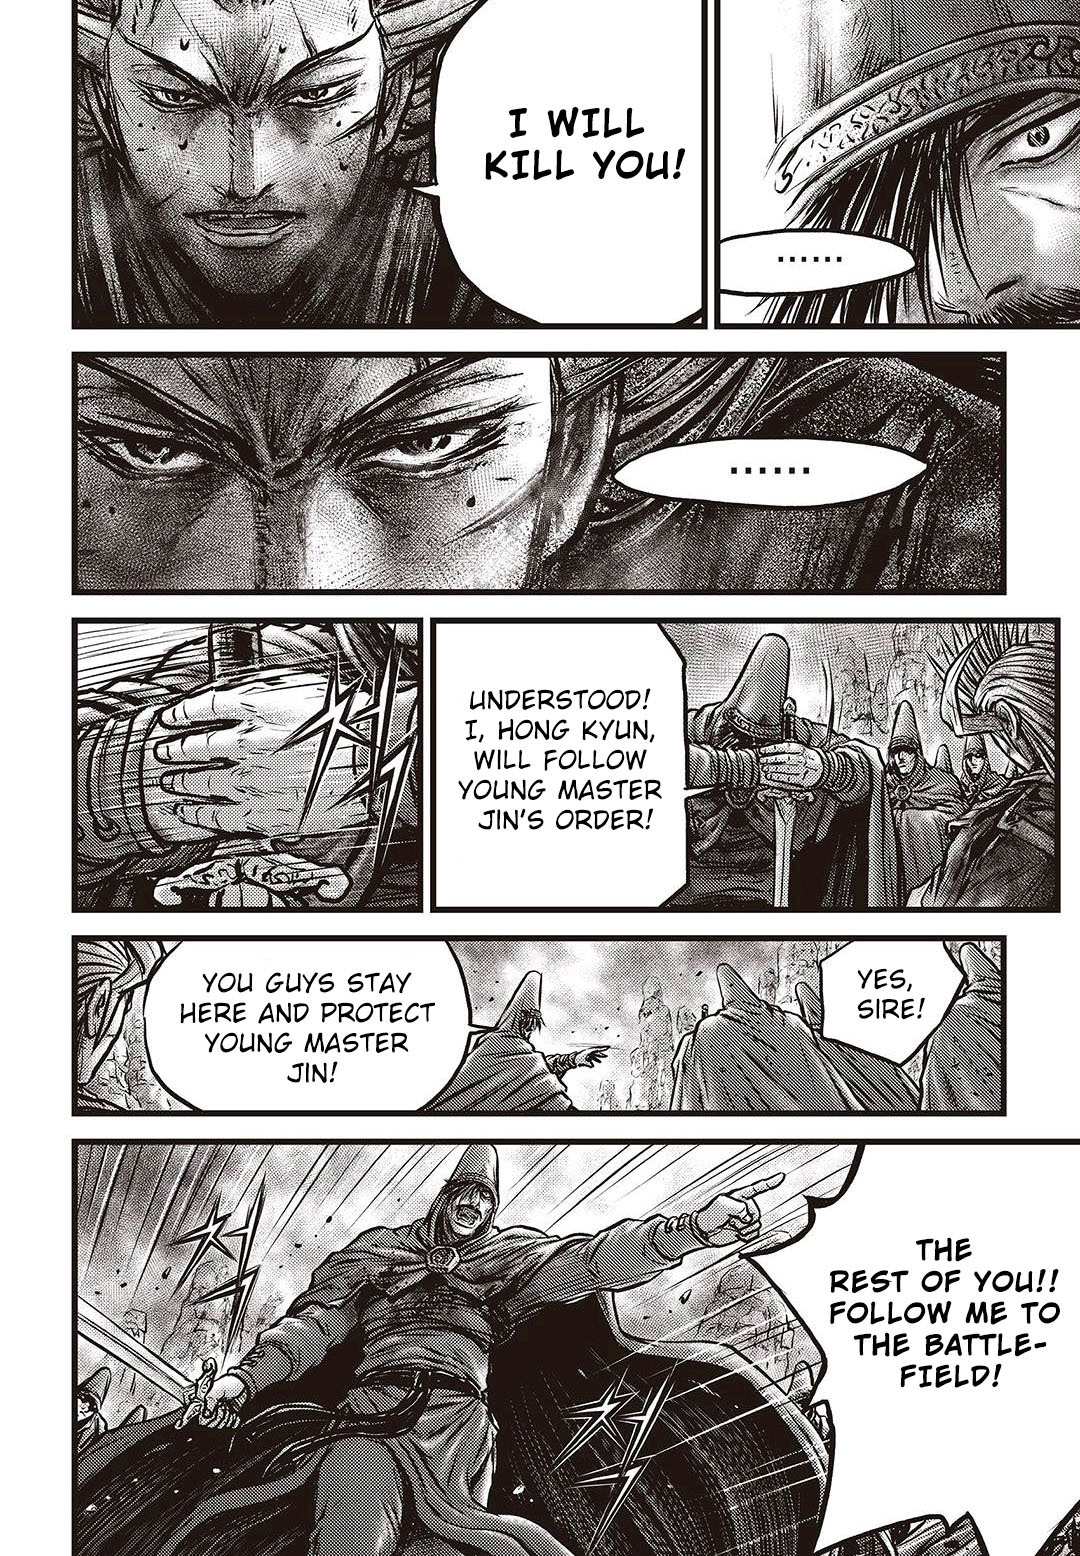 I WILL
KILL YOU!
......
......
UNDERSTOOD!
I, HONG KYUN,
WILL FOLLOW
YOUNG MASTER
JIN'S ORDER!
YOU GUYS STAY
HERE AND PROTECT
YOUNG MASTER
JIN!
YES,
SIRE!
THE
REST OF YOU!!
FOLLOW ME TO
THE BATTLE-
FIELD!